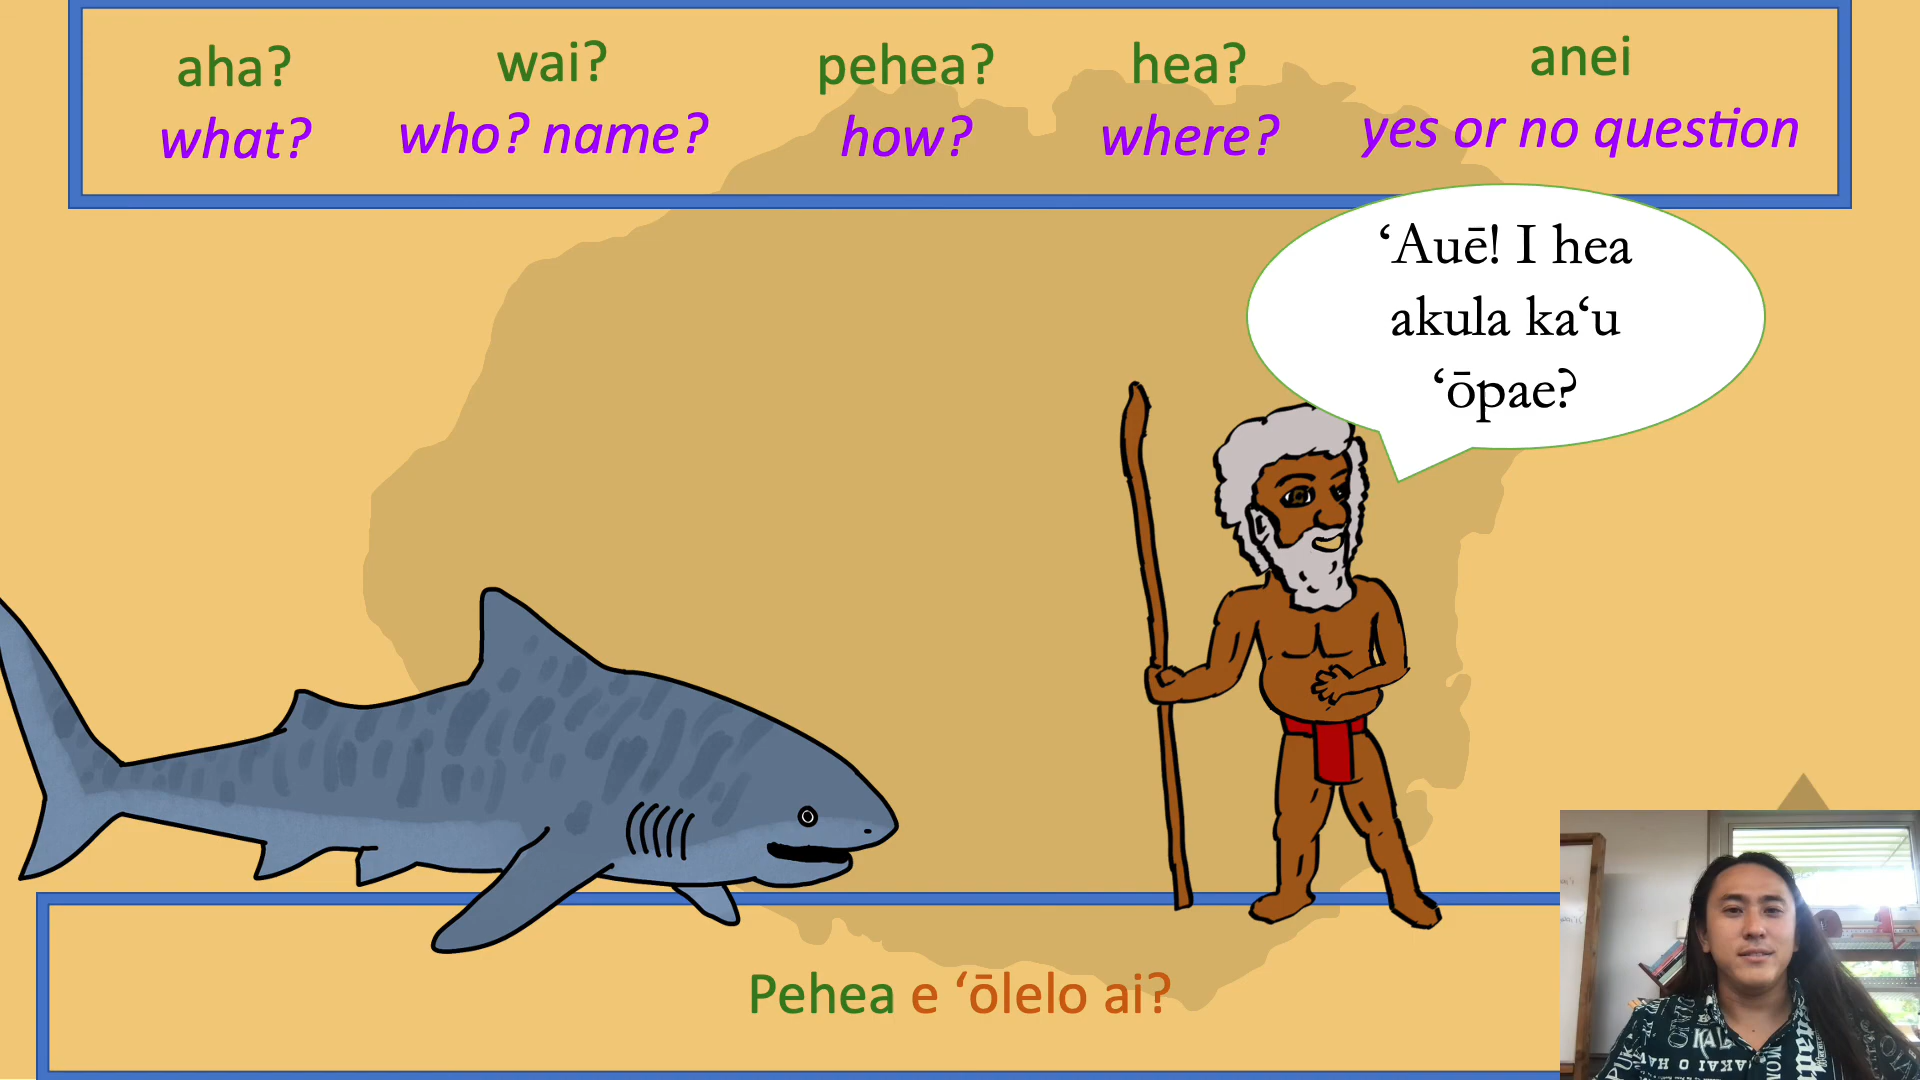 aha? wai? pehea? hea? anei
what? who? name? how? where? yes or no question
ʻAuē! I hea
akula kaʻu
ʻōpae?
Pehea e ʻōlelo ai?